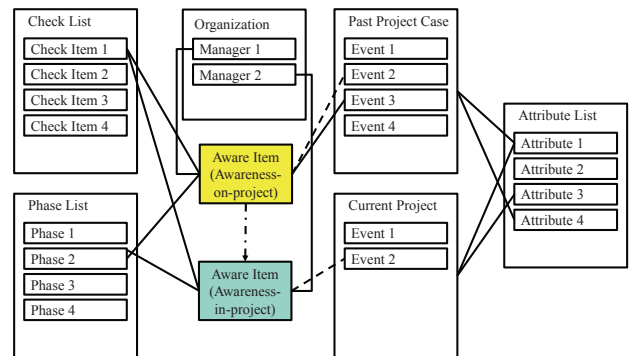 Check List
Check Item 1
Check Item 2
Check Item 3
Check Item 4
Organization
Manager 1
Manager 2
Past Project Case
Event 1
Event 2
Event 3
Event 4
Attribute List
Attribute 1
Attribute 2
Attribute 3
Attribute 4
Aware Item
(Awareness-
on-project)
Phase List
Phase 1
Phase 2
Phase 3
Phase 4
Aware Item
(Awareness-
in-project)
Current Project
Event 1
Event 2